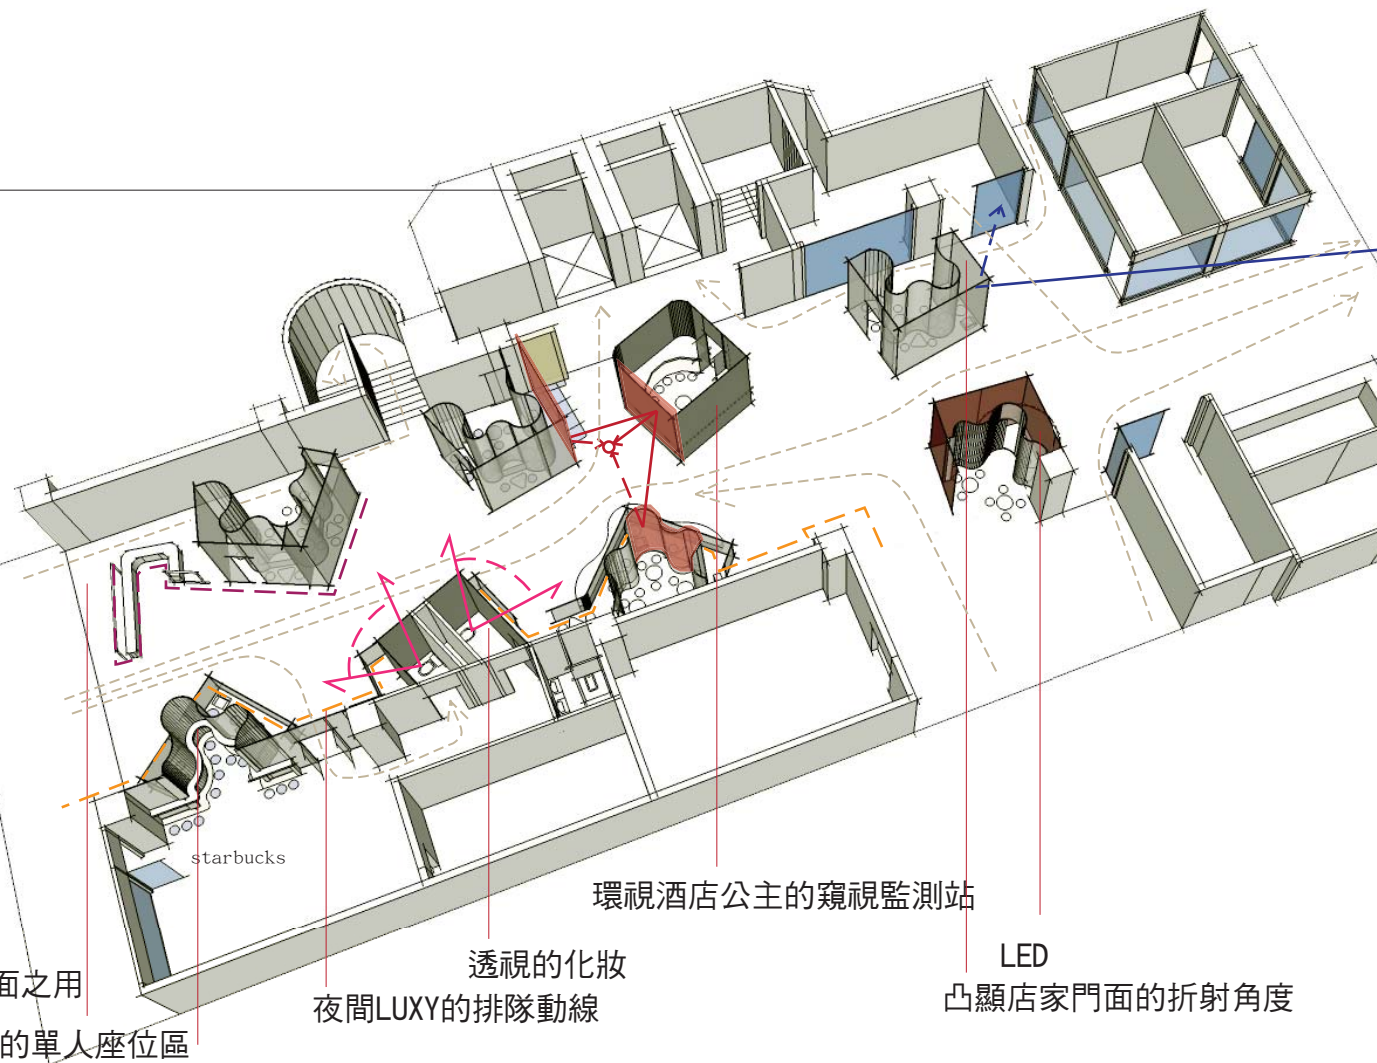 starbucks
環視酒店公主的窺視監測站
透視的化妝
夜間LUXY的排隊動線
LED
凸顯店家門面的折射角度
面之用
的單人座位區